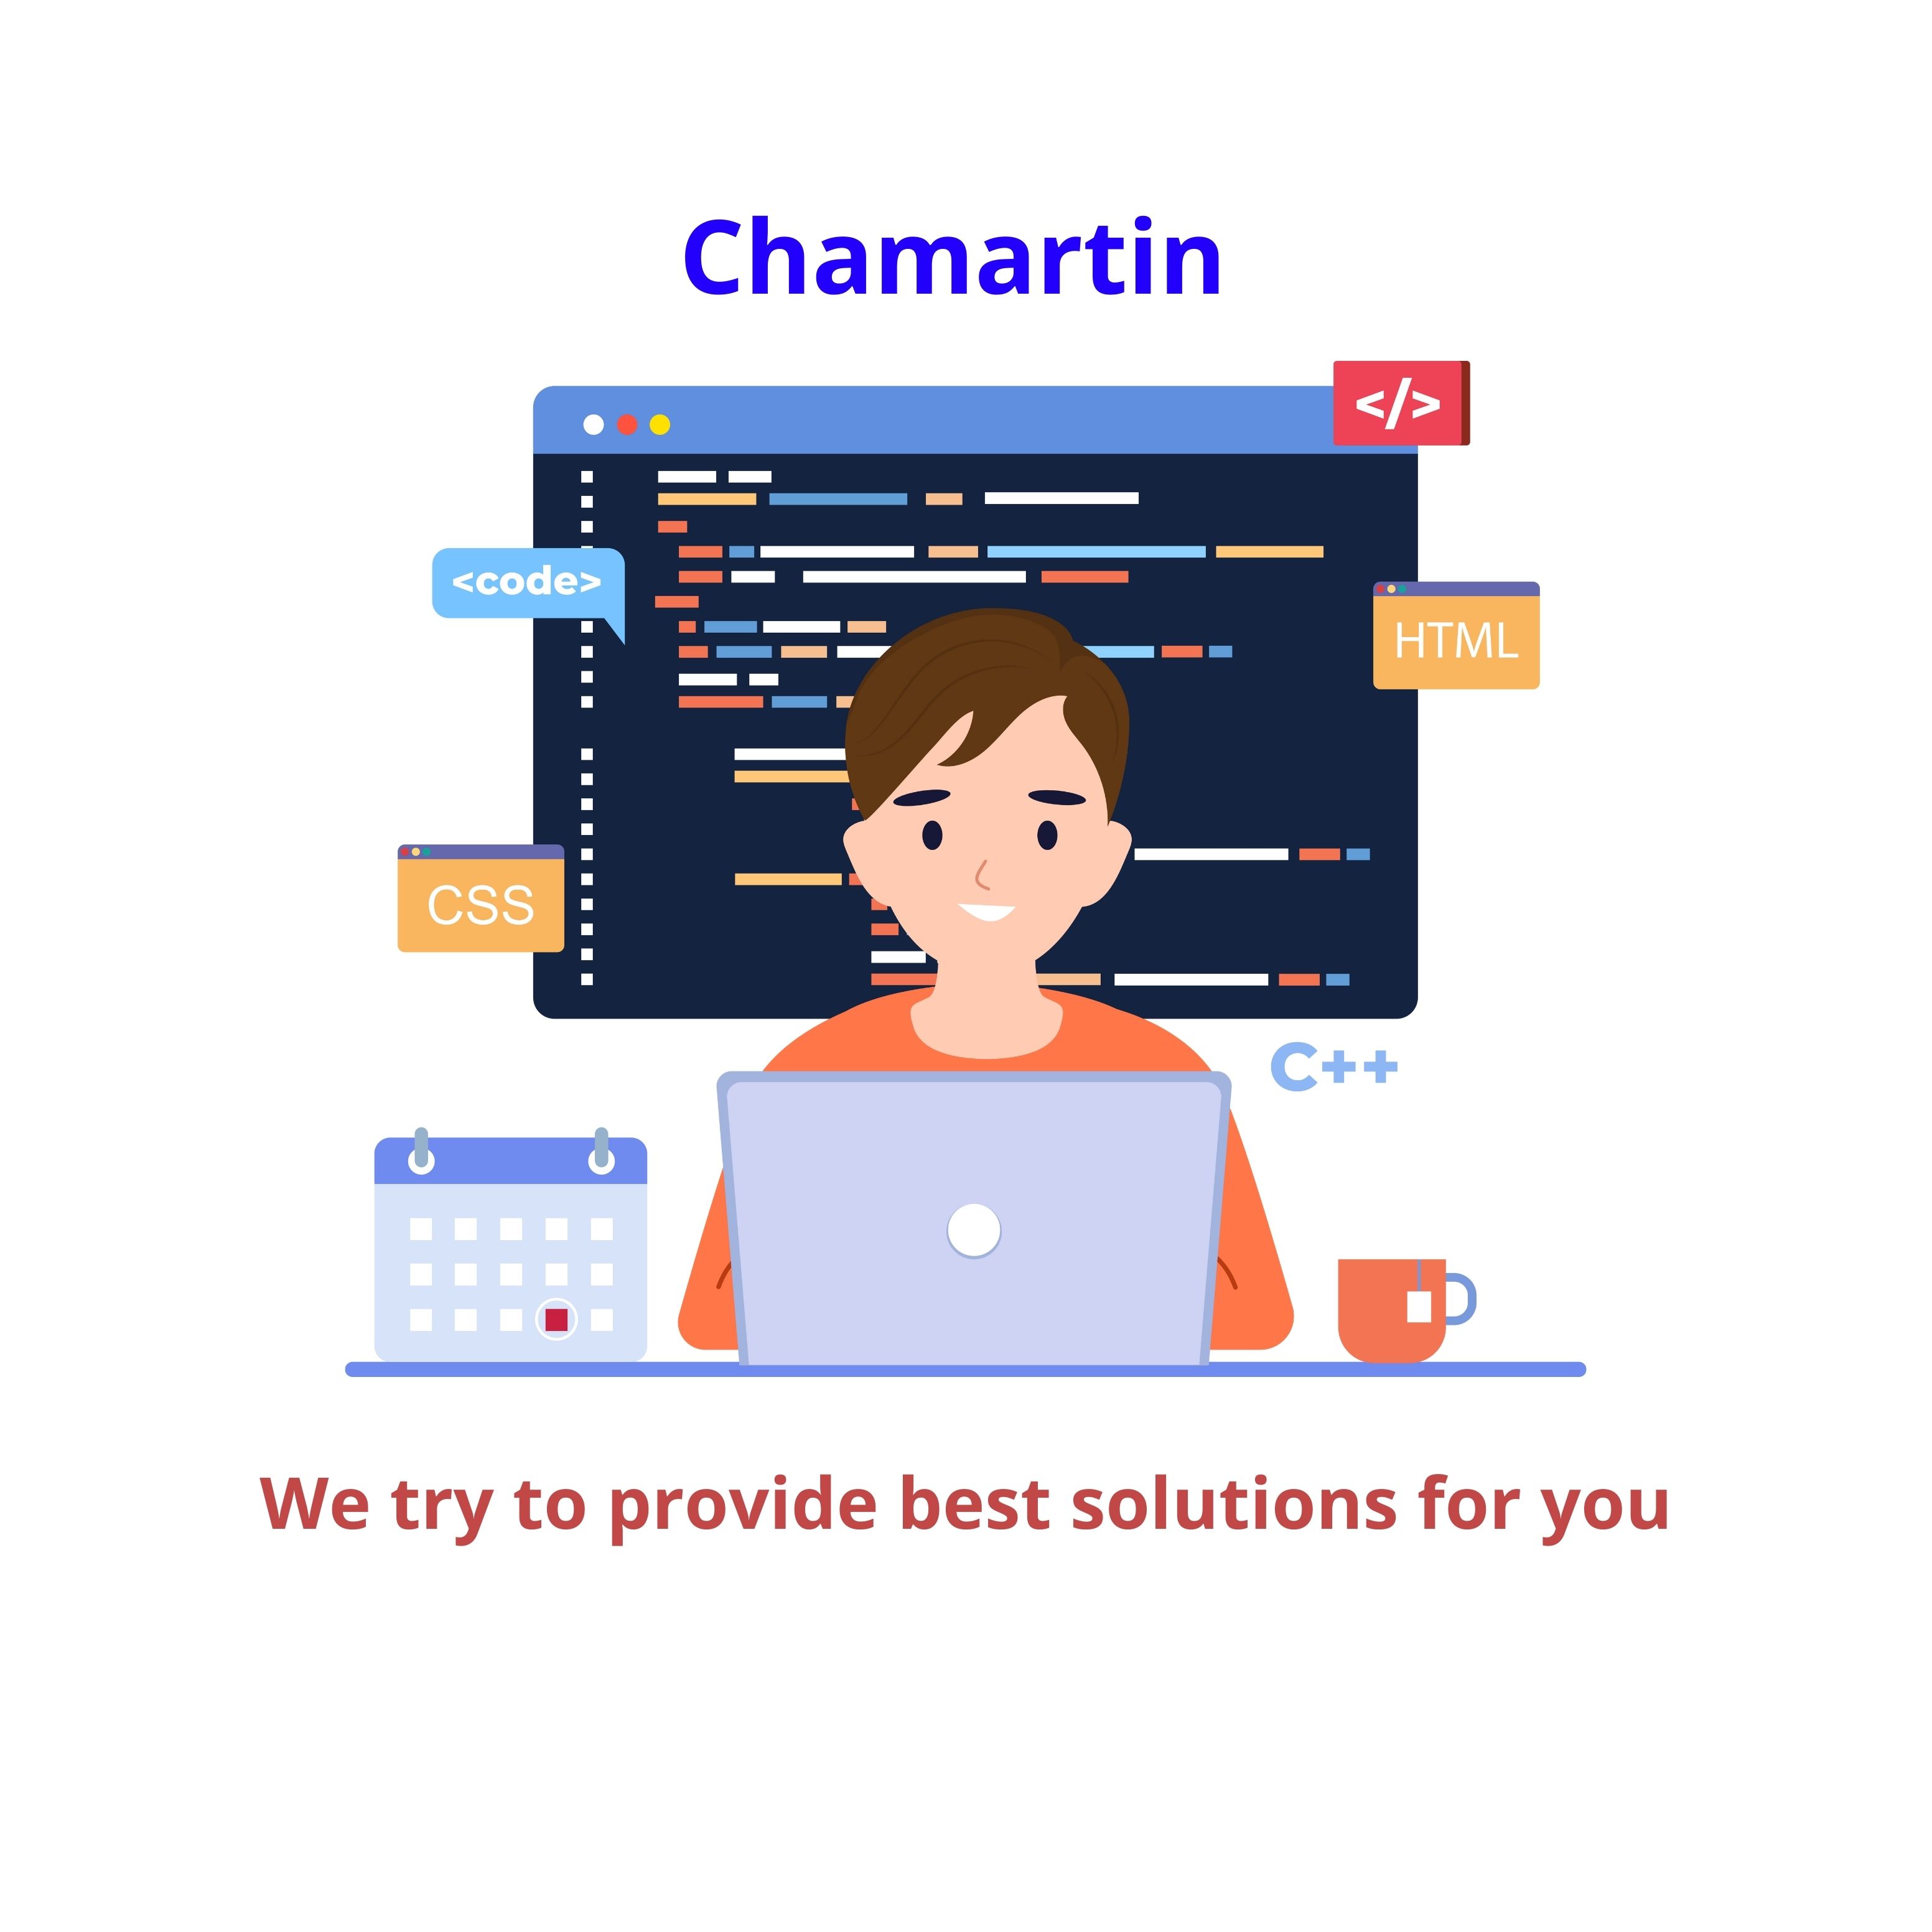 Chamartin
</>
<code>
HTML
CSS
C++
We try to provide best solutions for you